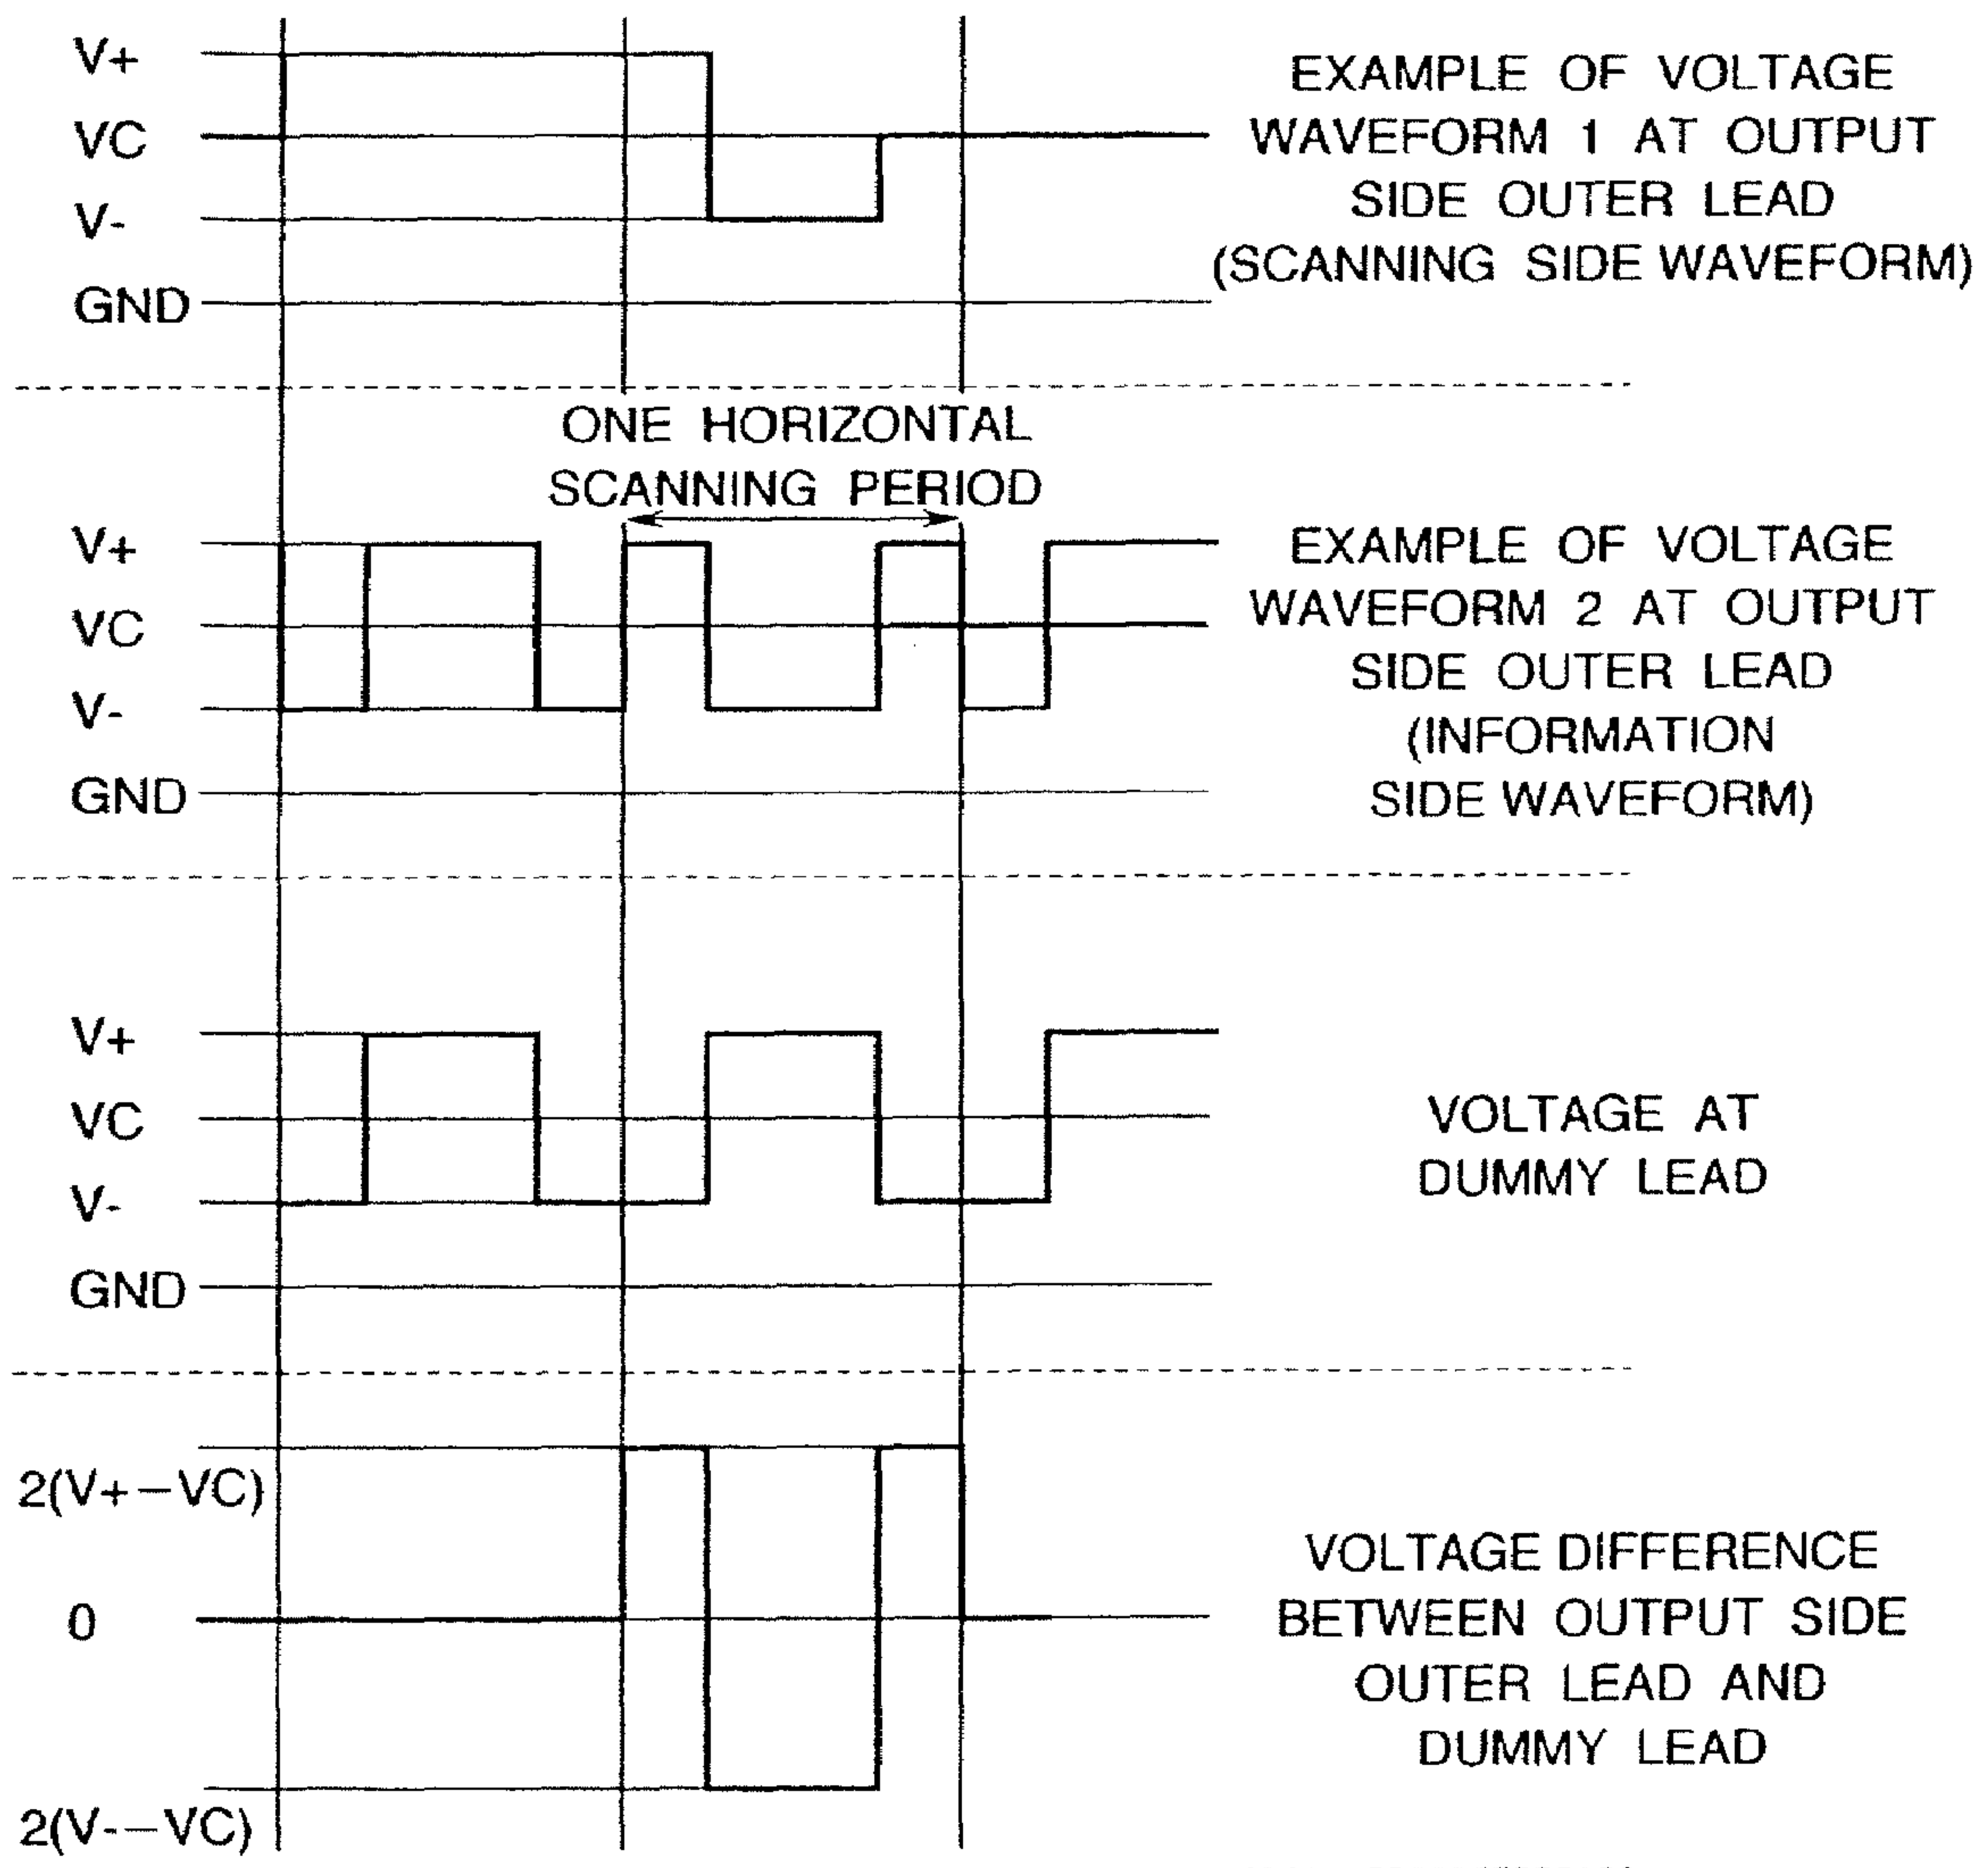 V+
VC
V-
GND
EXAMPLE OF VOLTAGE
WAVEFORM 1 AT OUTPUT
SIDE OUTER LEAD
(SCANNING SIDE WAVEFORM)
ONE HORIZONTAL
SCANNING PERIOD
V+
VC
V-
GND
EXAMPLE OF VOLTAGE
WAVEFORM 2 AT OUTPUT
SIDE OUTER LEAD
(INFORMATION
SIDE WAVEFORM)
V+
VC
V-
GND
VOLTAGE AT
DUMMY LEAD
2(V+−VC)
0
2(V-−VC)
VOLTAGE DIFFERENCE
BETWEEN OUTPUT SIDE
OUTER LEAD AND
DUMMY LEAD